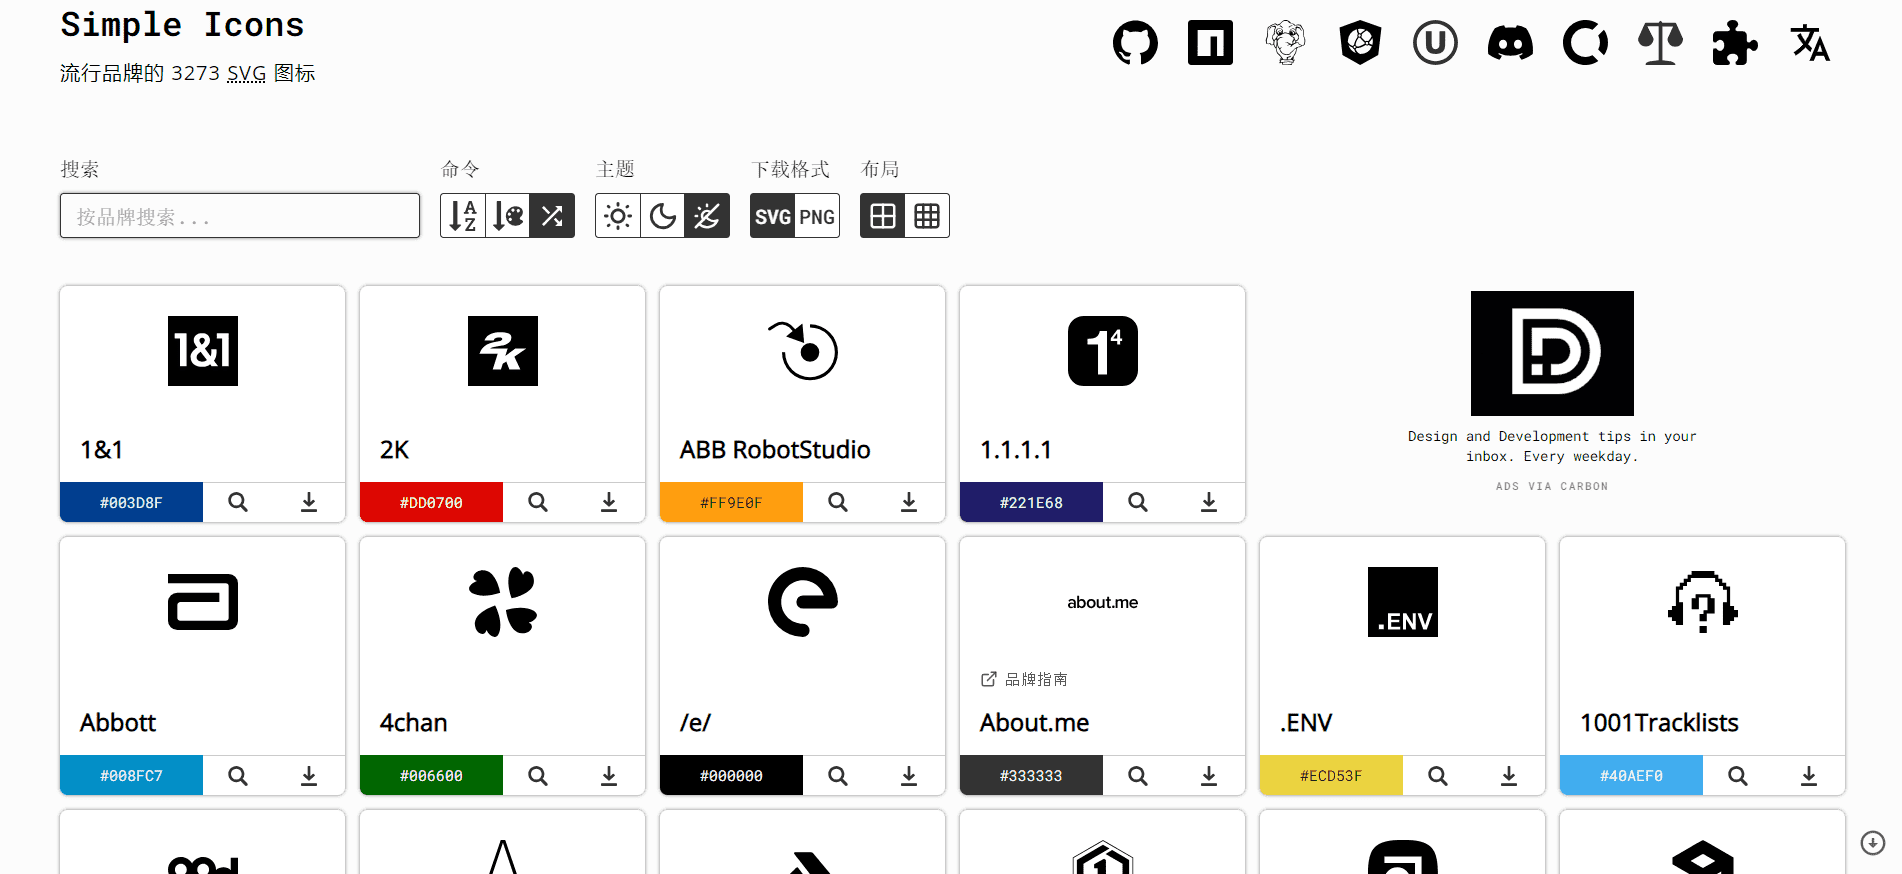 Simple Icons
流行品牌的 3273 SVG 图标
搜索
命令
主题
下载格式
布局
按品牌搜索...
A
Z
SVG
PNG
1&1
2K
1⁴
1&1
2K
ABB RobotStudio
1.1.1.1
#003D8F
#DD0700
#FF9E0F
#221E68
Design and Development tips in your
inbox. Every weekday.
ADS VIA CARBON
about.me
.ENV
品牌指南
Abbott
4chan
/e/
About.me
.ENV
1001Tracklists
#008FC7
#006600
#000000
#333333
#ECD53F
#40AEF0